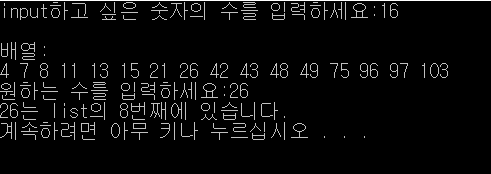 input하고 싶은 숫자의 수를 입력하세요:16
배열:
4 7 8 11 13 15 21 26 42 43 48 49 75 96 97 103
원하는 수를 입력하세요:26
26는 list의 8번째에 있습니다.
계속하려면 아무 키나 누르십시오 . . .